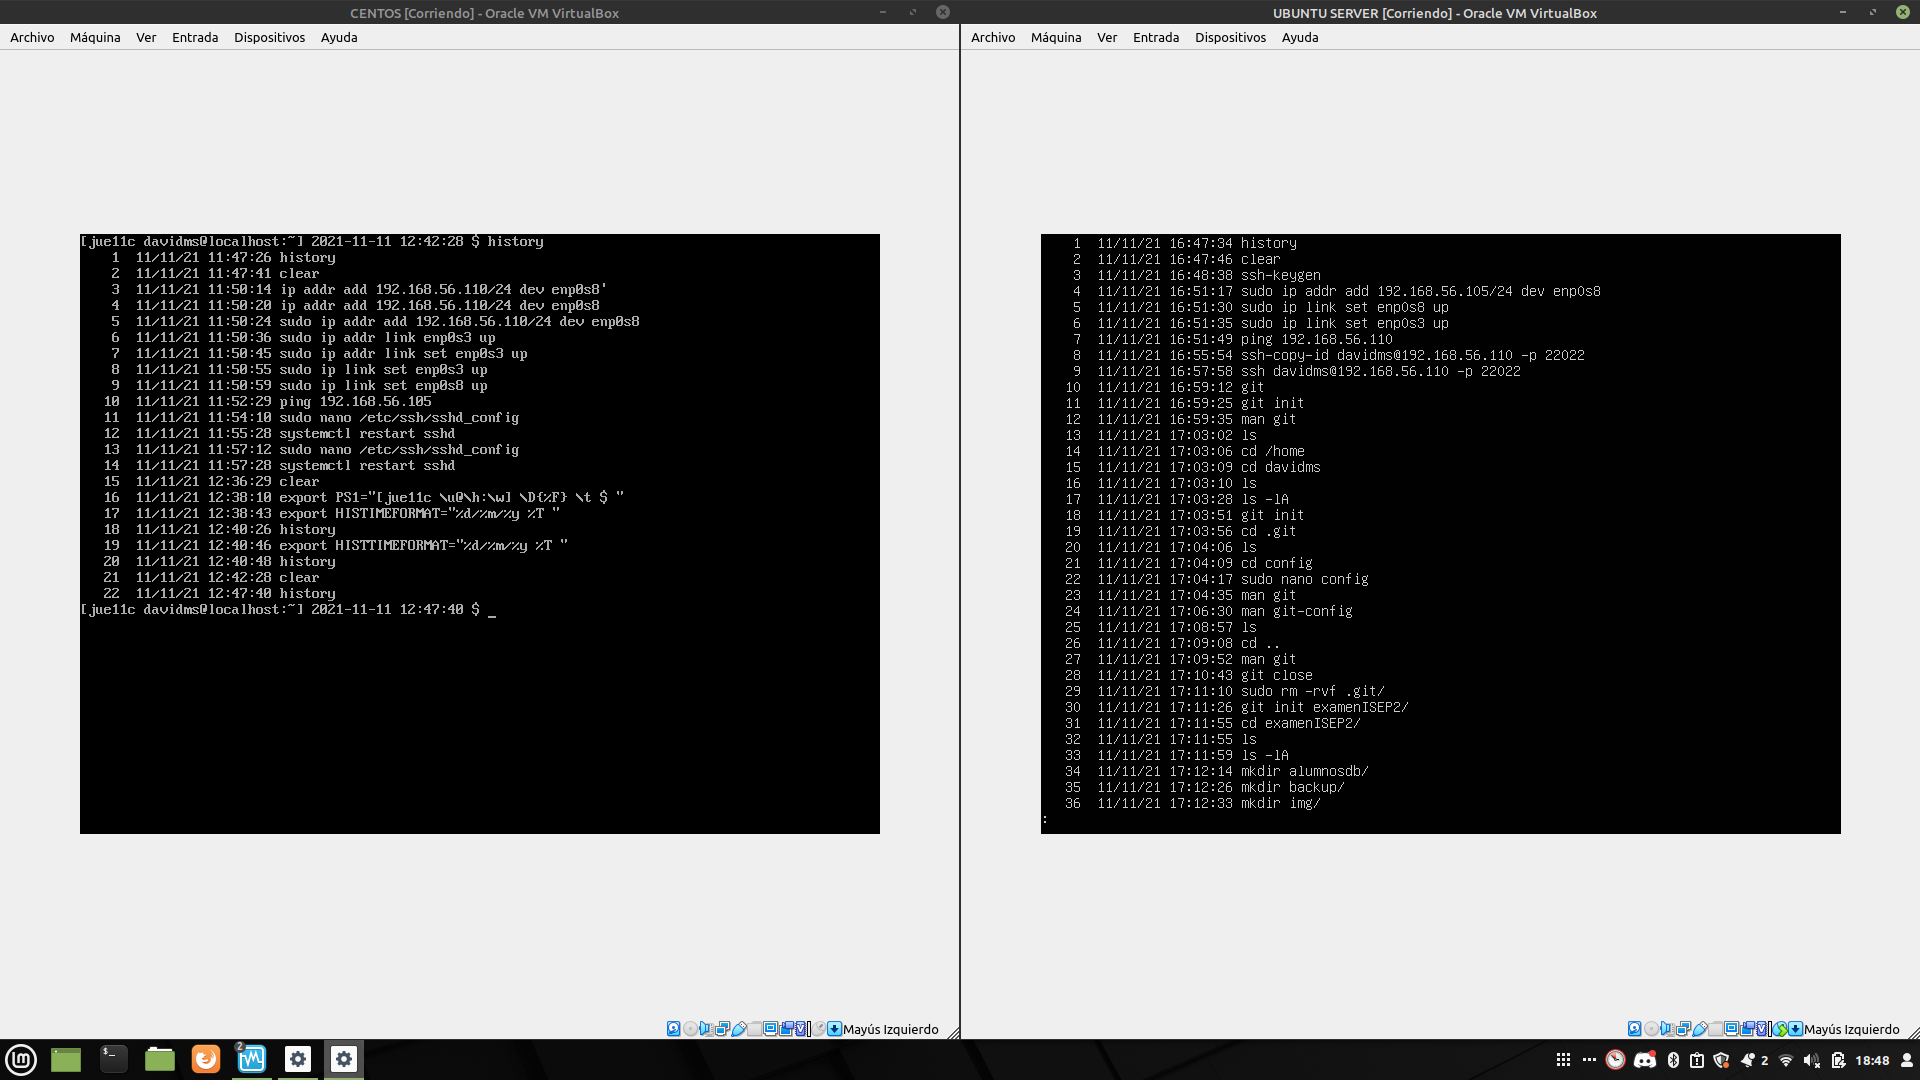 CENTOS [Corriendo] - Oracle VM VirtualBox
Archivo Máquina Ver Entrada Dispositivos Ayuda
[jue11c davidms@localhost:~] 2021-11-11 12:42:28 $ history
1 11/11/21 11:47:26 history
2 11/11/21 11:47:41 clear
3 11/11/21 11:50:14 ip addr add 192.168.56.110/24 dev enp0s8'
4 11/11/21 11:50:20 ip addr add 192.168.56.110/24 dev enp0s8
5 11/11/21 11:50:24 sudo ip addr add 192.168.56.110/24 dev enp0s8
6 11/11/21 11:50:36 sudo ip addr link enp0s3 up
7 11/11/21 11:50:45 sudo ip addr link set enp0s3 up
8 11/11/21 11:50:55 sudo ip link set enp0s3 up
9 11/11/21 11:50:59 sudo ip link set enp0s8 up
10 11/11/21 11:52:29 ping 192.168.56.105
11 11/11/21 11:54:10 sudo nano /etc/ssh/sshd_config
12 11/11/21 11:55:28 systemctl restart sshd
13 11/11/21 11:57:12 sudo nano /etc/ssh/sshd_config
14 11/11/21 11:57:28 systemctl restart sshd
15 11/11/21 12:36:29 clear
16 11/11/21 12:38:10 export PS1="[jue11c \u@\h:\w] \D{%F} \t $ "
17 11/11/21 12:38:43 export HISTIMEFORMAT="%d/%m/%y %T "
18 11/11/21 12:40:26 history
19 11/11/21 12:40:46 export HISTTIMEFORMAT="%d/%m/%y %T "
20 11/11/21 12:40:48 history
21 11/11/21 12:42:28 clear
22 11/11/21 12:47:40 history
[jue11c davidms@localhost:~] 2021-11-11 12:47:40 $ _
Mayús Izquierdo
UBUNTU SERVER [Corriendo] - Oracle VM VirtualBox
Archivo Máquina Ver Entrada Dispositivos Ayuda
1 11/11/21 16:47:34 history
2 11/11/21 16:47:46 clear
3 11/11/21 16:48:38 ssh-keygen
4 11/11/21 16:51:17 sudo ip addr add 192.168.56.105/24 dev enp0s8
5 11/11/21 16:51:30 sudo ip link set enp0s8 up
6 11/11/21 16:51:35 sudo ip link set enp0s3 up
7 11/11/21 16:51:49 ping 192.168.56.110
8 11/11/21 16:55:54 ssh-copy-id davidms@192.168.56.110 -p 22022
9 11/11/21 16:57:58 ssh davidms@192.168.56.110 -p 22022
10 11/11/21 16:59:12 git
11 11/11/21 16:59:25 git init
12 11/11/21 16:59:35 man git
13 11/11/21 17:03:02 ls
14 11/11/21 17:03:06 cd /home
15 11/11/21 17:03:09 cd davidms
16 11/11/21 17:03:10 ls
17 11/11/21 17:03:28 ls -lA
18 11/11/21 17:03:51 git init
19 11/11/21 17:03:56 cd .git
20 11/11/21 17:04:06 ls
21 11/11/21 17:04:09 cd config
22 11/11/21 17:04:17 sudo nano config
23 11/11/21 17:04:35 man git
24 11/11/21 17:06:30 man git-config
25 11/11/21 17:08:57 ls
26 11/11/21 17:09:08 cd ..
27 11/11/21 17:09:52 man git
28 11/11/21 17:10:43 git close
29 11/11/21 17:11:10 sudo rm -rvf .git/
30 11/11/21 17:11:26 git init examenISEP2/
31 11/11/21 17:11:55 cd examenISEP2/
32 11/11/21 17:11:55 ls
33 11/11/21 17:11:59 ls -lA
34 11/11/21 17:12:14 mkdir alumnosdb/
35 11/11/21 17:12:26 mkdir backup/
36 11/11/21 17:12:33 mkdir img/
:
Mayús Izquierdo
2
2
18:48